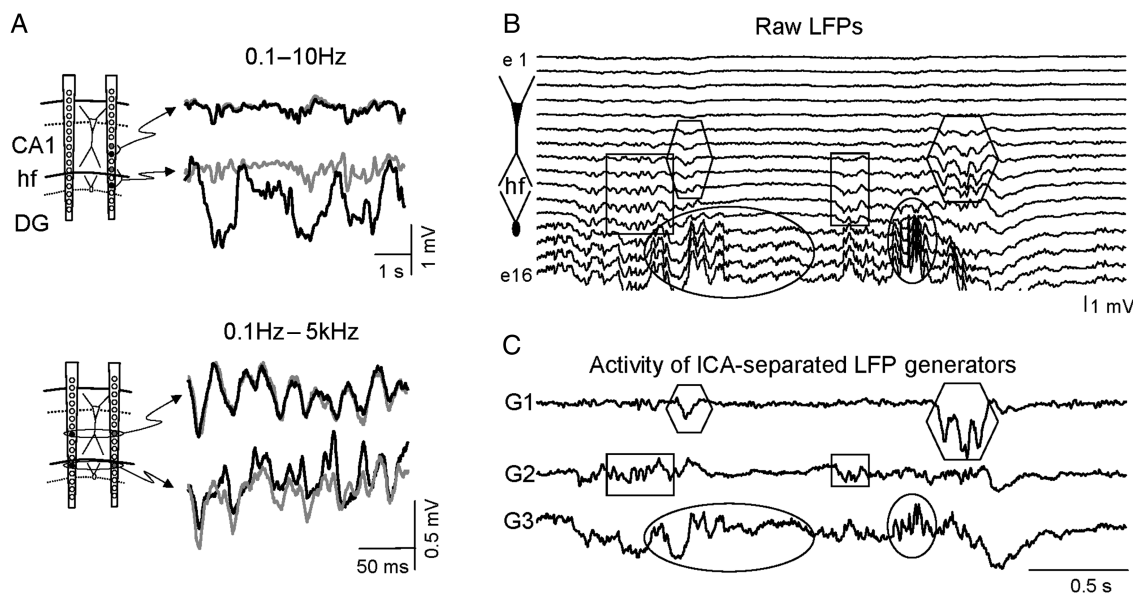 A
0.1–10Hz
CA1
hf
DG
1 s
1 mV
0.1Hz–5kHz
50 ms
0.5 mV
B
Raw LFPs
e 1
hf
e16
1 mV
C
Activity of ICA-separated LFP generators
G1
G2
G3
0.5 s